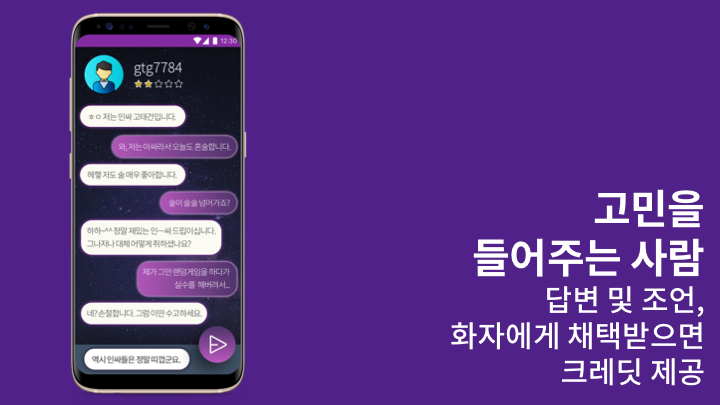 12:30
gtg7784
ㅎㅇ 저는 인싸 고태건입니다.
와, 저는 아싸라서 오늘도 혼술합니다.
헤헿 저도 술 매우 좋아합니다.
술이 술술 넘어가죠?
하하~^^ 정말 재밌는 인ㅡ싸 드립이십니다.
그나저나 대체 어떻게 취하셨나요?
제가 그만 랜덤게임을 하다가
실수를 해버려서...
네? 손절합니다. 그럼 이만 수고하세요.
역시 인싸들은 정말 띠껍군요.
고민을
들어주는 사람
답변 및 조언,
화자에게 채택받으면
크레딧 제공